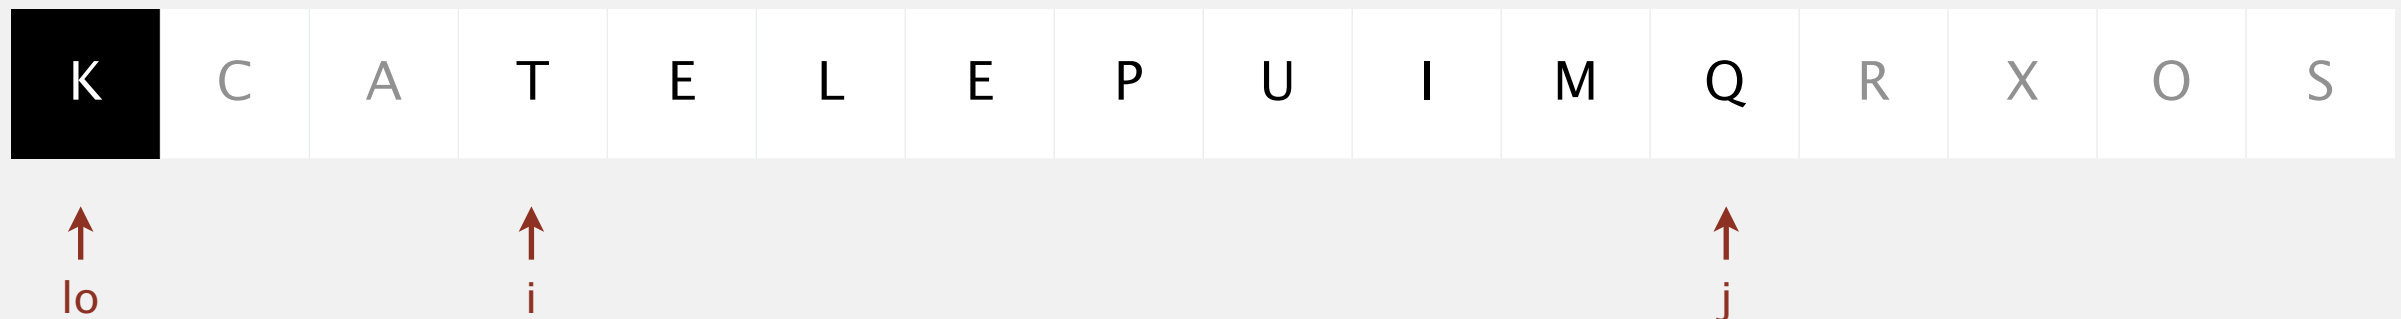 K C A T E L E P U I M Q R X O S
lo i j